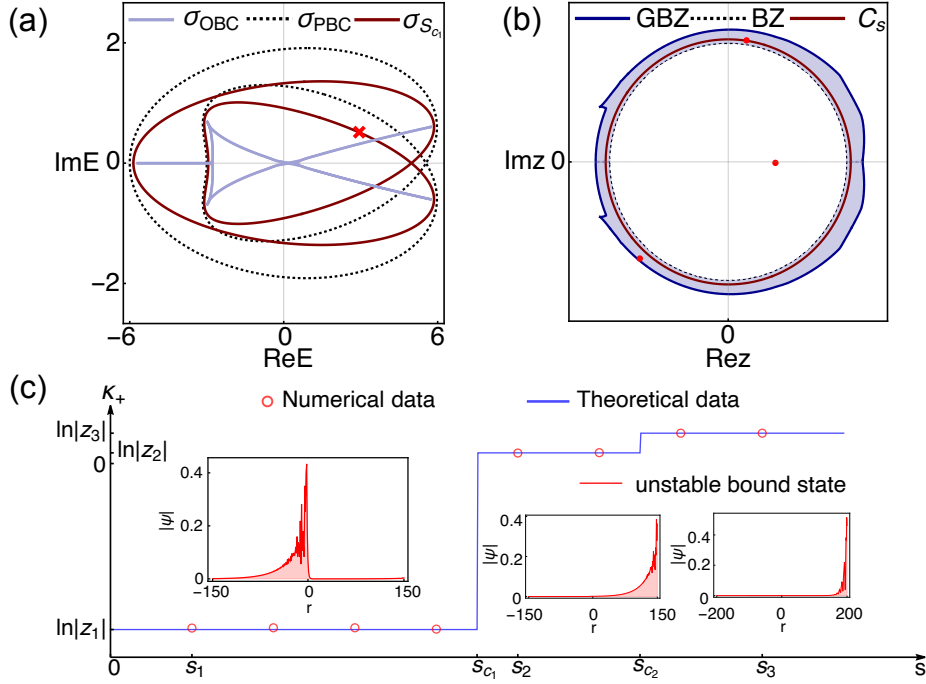 (a)
σOBC σPBC σSc1
2
ImE 0
−2
−6 0 6
ReE
(b)
GBZ BZ Cs
Imz 0
0
Rez
(c)
κ+
Numerical data Theoretical data
ln|z3|
ln|z2|
0
unstable bound state
0.4
0.2
0
|ψ|
−150 0 150
r
0.4
0.2
0
|ψ|
−150 0 150
r
0.4
0.2
0
|ψ|
−200 0 200
r
ln|z1|
0 s1 sc1 s2 sc2 s3 s